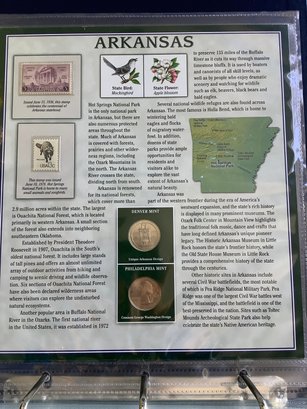 ARKANSAS
Issued June 15, 1936, this stamp
celebrates the centennial of
Arkansas statehood.
State Bird:
Mockingbird
State Flower:
Apple blossom
to preserve 135 miles of the Buffalo
River as it cuts its way through massive
limestone bluffs. It is used by boaters
and canoeists of all skill levels, as
well as by people who enjoy dramatic
scenery and watching for wildlife
such as elk, beavers, black bears and
bald eagles.
Hot Springs National
Park is the only national park
in Arkansas, but there are
also numerous protected
areas throughout the state.
Much of Arkansas
is covered with forests,
prairies and other wilder-
ness regions, including
the Ozark Mountains in
the north. The Arkansas
River crosses the state,
dividing north from south.
Arkansas is renowned
for its national forests,
which cover more than
Several national wildlife refuges are also found across
Arkansas. The most famous is Holla Bend, which is home to
wintering bald
eagles and flocks
of migratory water-
fowl. In addition,
dozens of state
parks provide ample
opportunities for
residents and
visitors alike to
explore the vast
extent of Arkansas's
natural beauty.
Arkansas was
part of the western frontier during the era of America's
Hot Springs
National Park
2.9 million acres within the state. The largest
is Ouachita National Forest, which is located
primarily in western Arkansas. A small section
of the forest also extends into neighboring
southeastern Oklahoma.
Established by President Theodore
Roosevelt in 1907, Ouachita is the South's
oldest national forest. It includes large stands
of tall pines and offers an almost unlimited
array of outdoor activities from hiking and
camping to scenic driving and wildlife observa-
tion. Six sections of Ouachita National Forest
have also been declared wilderness areas
where visitors can explore the undisturbed
natural ecosystems.
Another popular area is Buffalo National
River in the Ozarks. The first national river
in the United States, it was established in 1972
DENVER MINT
Unique Arkansas Design
PHILADELPHIA MINT
Common George Washington Design
westward expansion, and the state's rich history
is displayed in many prominent museums. The
Ozark Folk Center in Mountain View highlights
the traditional folk music, dance and crafts that
have long defined Arkansas's unique pioneer
legacy. The Historic Arkansas Museum in Little
Rock honors the state's frontier history, while
the Old State House Museum in Little Rock
provides a comprehensive history of the state
through the centuries.
Other historic sites in Arkansas include
several Civil War battlefields, the most notable
of which is Pea Ridge National Military Park. Pea
Ridge was one of the largest Civil War battles west
of the Mississippi, and the battlefield is one of the
best-preserved in the nation. Sites such as Toltec
Mounds Archeological State Park also help
celebrate the state's Native American heritage.